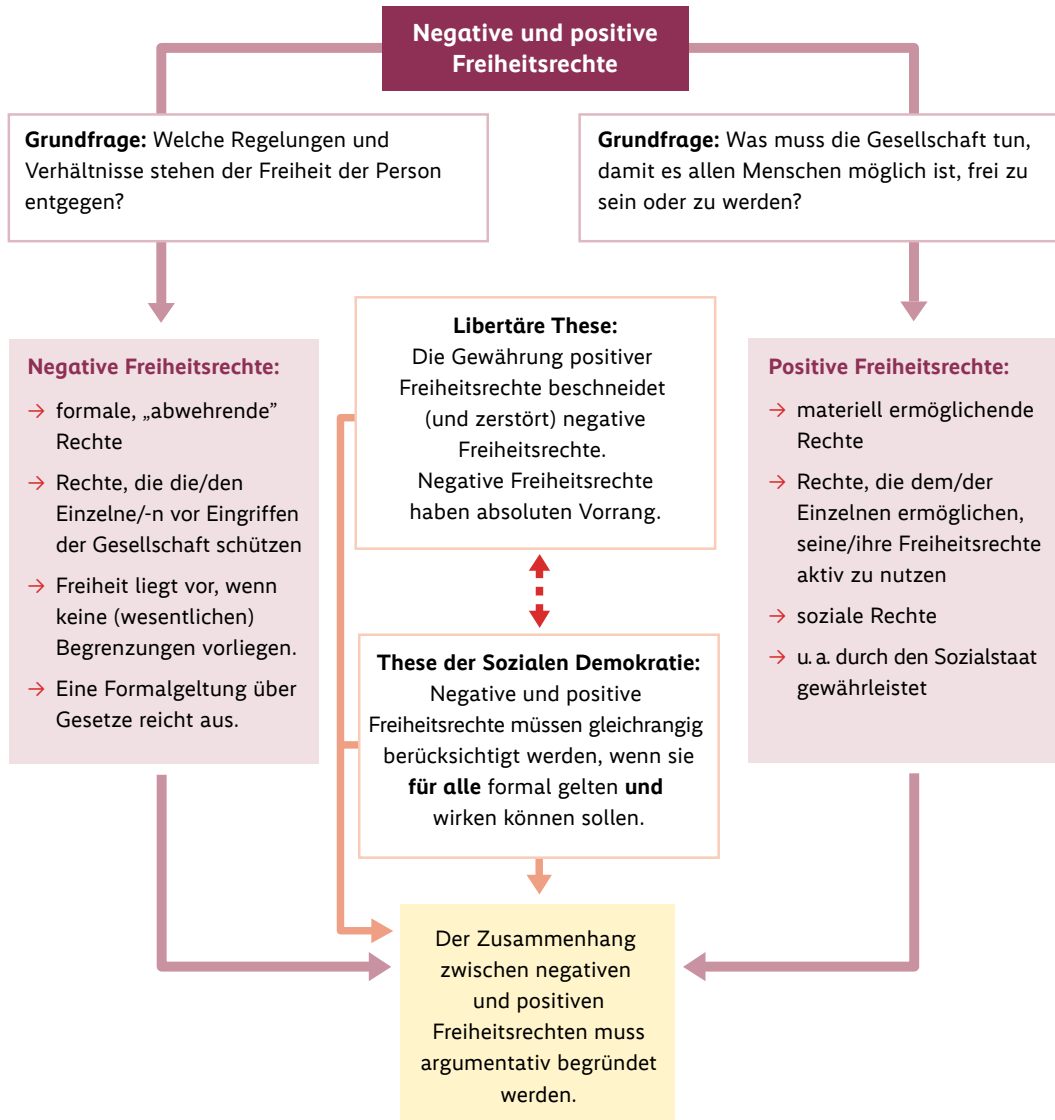 Negative und positive
Freiheitsrechte
Grundfrage: Welche Regelungen und
Verhältnisse stehen der Freiheit der Person
entgegen?
Grundfrage: Was muss die Gesellschaft tun,
damit es allen Menschen möglich ist, frei zu
sein oder zu werden?
Negative Freiheitsrechte:
→ formale, „abwehrende”
Rechte
→ Rechte, die die/den
Einzelne/-n vor Eingriffen
der Gesellschaft schützen
→ Freiheit liegt vor, wenn
keine (wesentlichen)
Begrenzungen vorliegen.
→ Eine Formalgeltung über
Gesetze reicht aus.
Libertäre These:
Die Gewährung positiver
Freiheitsrechte beschneidet
(und zerstört) negative
Freiheitsrechte.
Negative Freiheitsrechte
haben absoluten Vorrang.
These der Sozialen Demokratie:
Negative und positive
Freiheitsrechte müssen gleichrangig
berücksichtigt werden, wenn sie
für alle formal gelten und
wirken können sollen.
Positive Freiheitsrechte:
→ materiell ermöglichende
Rechte
→ Rechte, die dem/der
Einzelnen ermöglichen,
seine/ihre Freiheitsrechte
aktiv zu nutzen
→ soziale Rechte
→ u. a. durch den Sozialstaat
gewährleistet
Der Zusammenhang
zwischen negativen
und positiven
Freiheitsrechten muss
argumentativ begründet
werden.